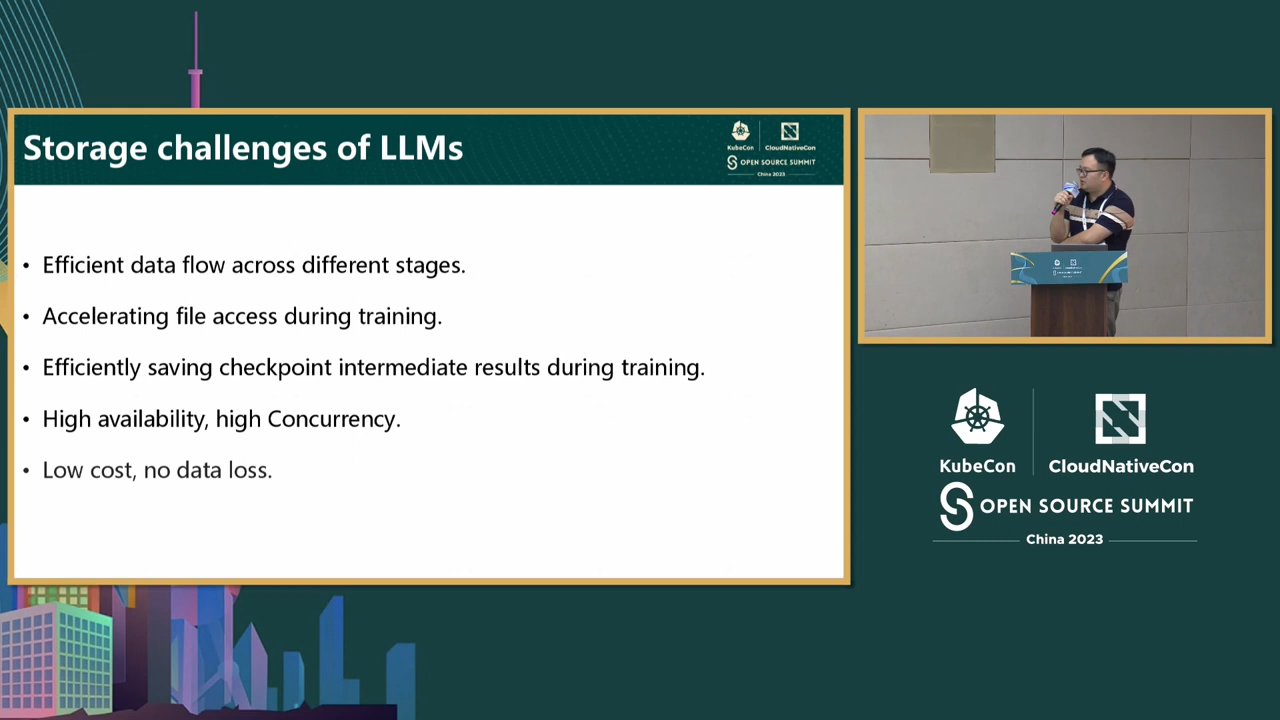 Storage challenges of LLMs
KubeCon
CloudNativeCon
OPEN SOURCE SUMMIT
China 2023
• Efficient data flow across different stages.
• Accelerating file access during training.
• Efficiently saving checkpoint intermediate results during training.
• High availability, high Concurrency.
• Low cost, no data loss.
KubeCon
CloudNativeCon
OPEN SOURCE SUMMIT
China 2023